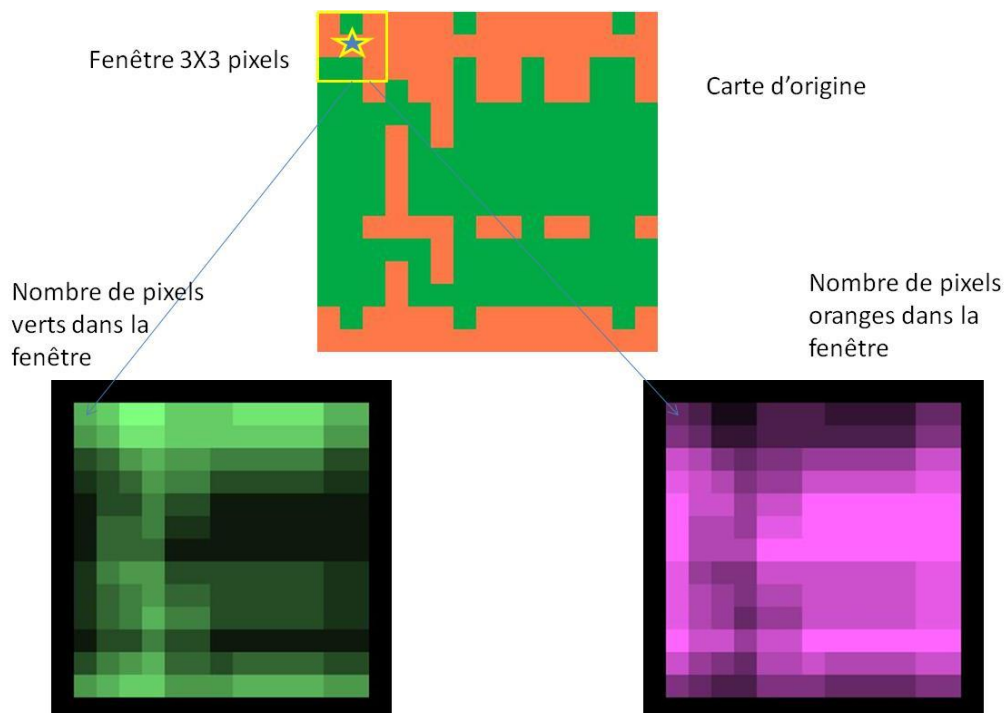 Fenêtre 3X3 pixels
Carte d’origine
Nombre de pixels
verts dans la
fenêtre
Nombre de pixels
oranges dans la
fenêtre